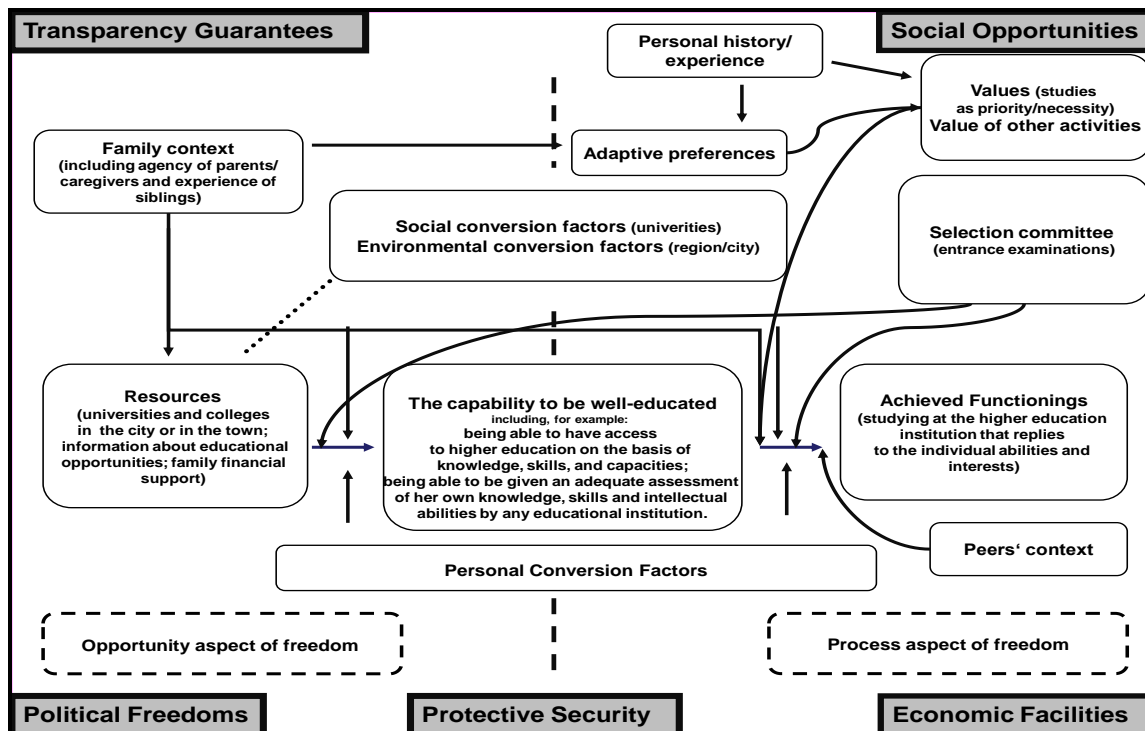 Transparency Guarantees
Social Opportunities
Personal history/
experience
Values (studies
as priority/necessity)
Value of other activities
Family context
(including agency of parents/
caregivers and experience of
siblings)
Adaptive preferences
Social conversion factors (univerities)
Environmental conversion factors (region/city)
Selection committee
(entrance examinations)
Resources
(universities and colleges
in the city or in the town;
information about educational
opportunities; family financial
support)
The capability to be well-educated
including, for example:
being able to have access
to higher education on the basis of
knowledge, skills, and capacities;
being able to be given an adequate assessment
of her own knowledge, skills and intellectual
abilities by any educational institution.
Achieved Functionings
(studying at the higher education
institution that replies
to the individual abilities and
interests)
Peers‘ context
Personal Conversion Factors
Opportunity aspect of freedom
Process aspect of freedom
Political Freedoms
Protective Security
Economic Facilities